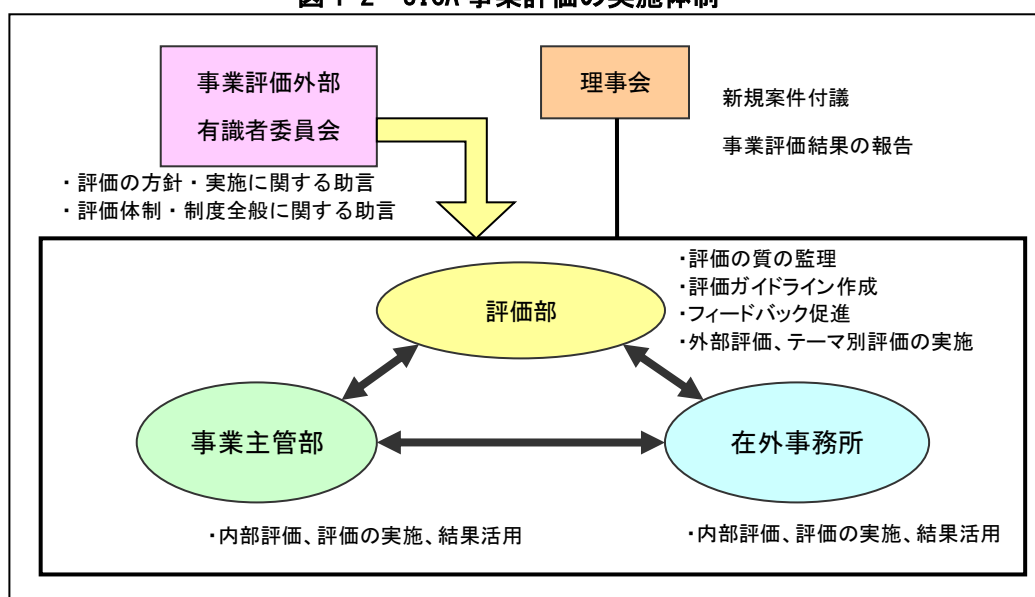 事業評価外部
有識者委員会
理事会
新規案件付議
事業評価結果の報告
・評価の方針・実施に関する助言
・評価体制・制度全般に関する助言
評価部
・評価の質の監理
・評価ガイドライン作成
・フィードバック促進
・外部評価、テーマ別評価の実施
事業主管部
在外事務所
・内部評価、評価の実施、結果活用
・内部評価、評価の実施、結果活用